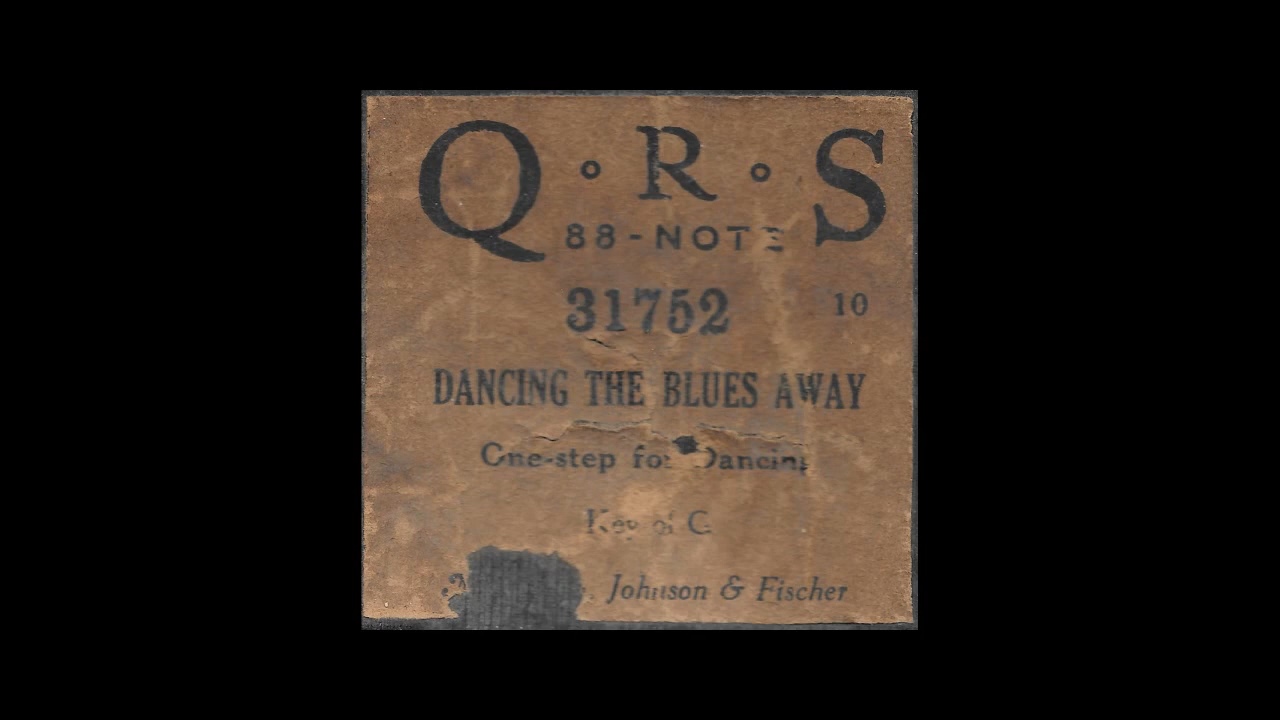 Q•R•S
88-NOTE
31752 10
DANCING THE BLUES AWAY
One-step for Dancing
Key of
Johnson & Fischer